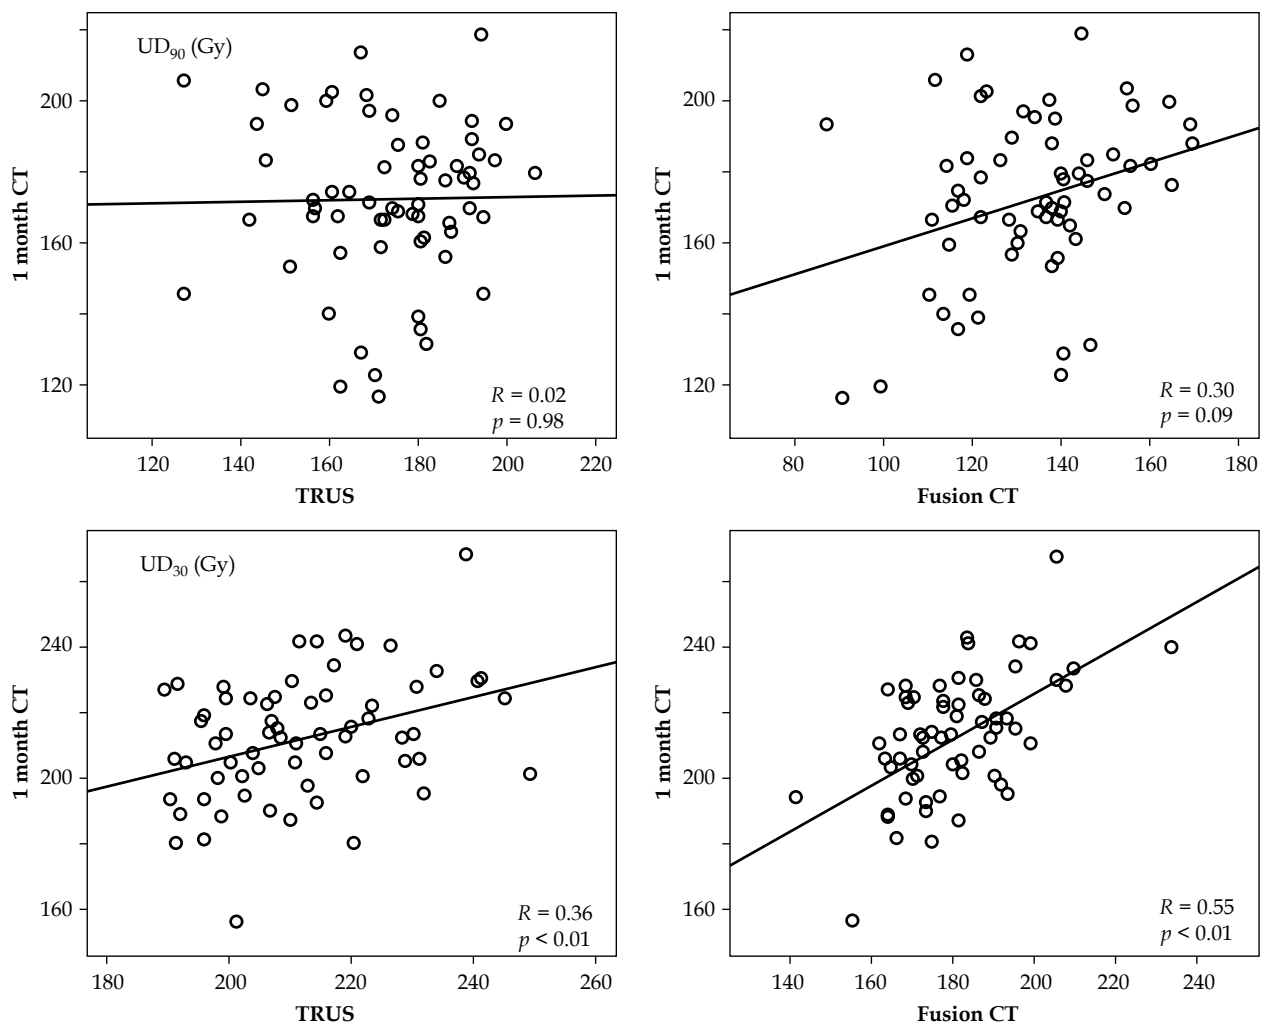 UD90 (Gy)
1 month CT
200
160
120
R = 0.02
p = 0.98
120 140 160 180 200 220
TRUS
1 month CT
200
160
120
R = 0.30
p = 0.09
80 100 120 140 160 180
Fusion CT
UD30 (Gy)
1 month CT
240
200
160
R = 0.36
p < 0.01
180 200 220 240 260
TRUS
1 month CT
240
200
160
R = 0.55
p < 0.01
140 160 180 200 220 240
Fusion CT